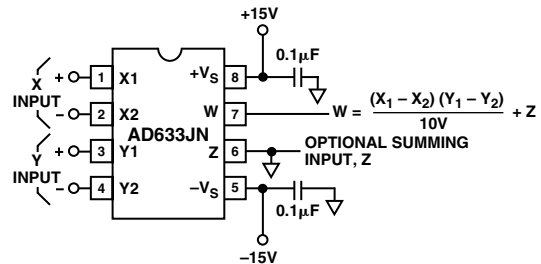 +15V
0.1μF
X INPUT
+ 1 X1 +VS 8
– 2 X2 W 7
W = (X1 – X2) (Y1 – Y2) / 10V + Z
AD633JN
Y INPUT
+ 3 Y1 Z 6
OPTIONAL SUMMING
INPUT, Z
– 4 Y2 –VS 5
0.1μF
–15V